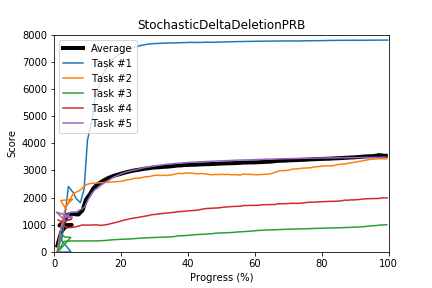 StochasticDeltaDeletionPRB
8000
7000
6000
5000
4000
3000
2000
1000
0
Score
Average
Task #1
Task #2
Task #3
Task #4
Task #5
0 20 40 60 80 100
Progress (%)